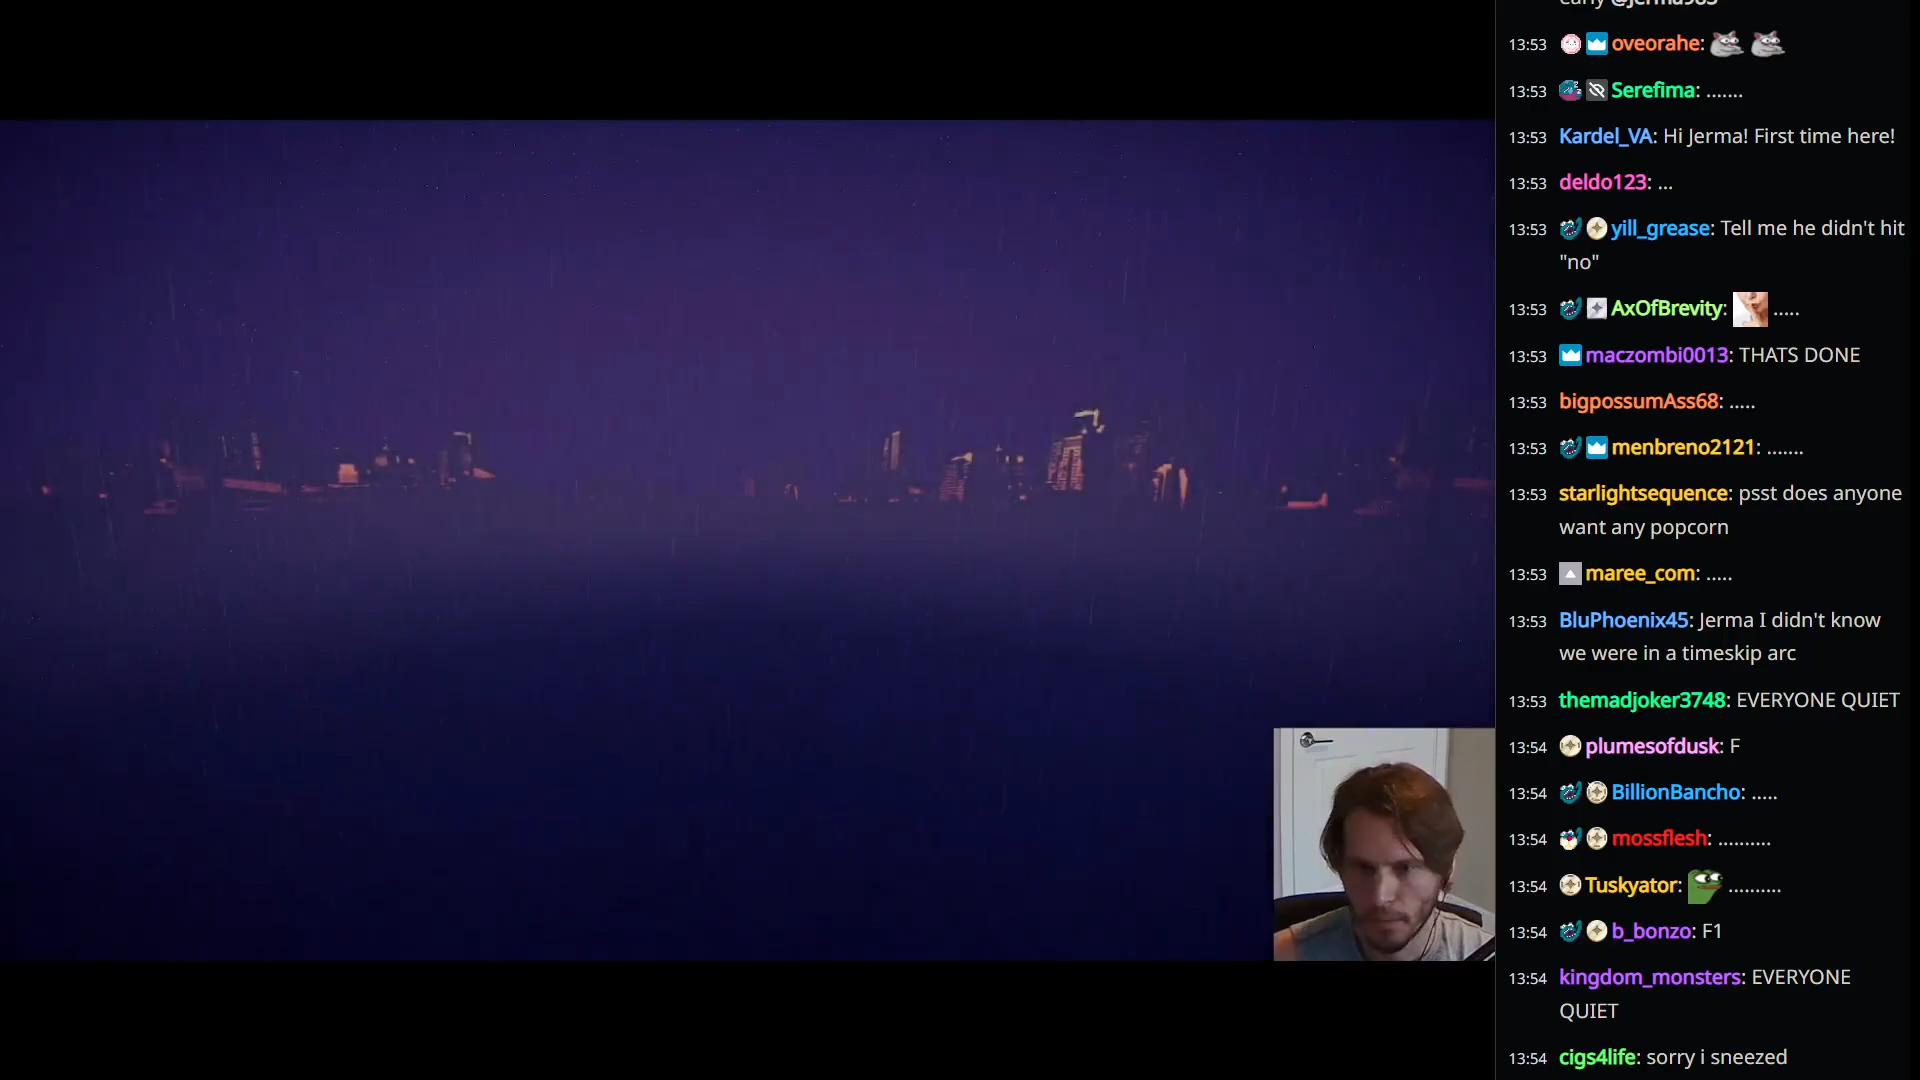 13:53 oveorahe:
13:53 Serefima: .......
13:53 Kardel_VA: Hi Jerma! First time here!
13:53 deldo123: ...
13:53 yill_grease: Tell me he didn't hit
"no"
13:53 AxOfBrevity: .....
13:53 maczombi0013: THATS DONE
13:53 bigpossumAss68: .....
13:53 menbreno2121: .......
13:53 starlightsequence: psst does anyone
want any popcorn
13:53 maree_com: .....
13:53 BluPhoenix45: Jerma I didn't know
we were in a timeskip arc
13:53 themadjoker3748: EVERYONE QUIET
13:54 plumesofdusk: F
13:54 BillionBancho: .....
13:54 mossflesh: ..........
13:54 Tuskyator: ..........
13:54 b_bonzo: F1
13:54 kingdom_monsters: EVERYONE
QUIET
13:54 cigs4life: sorry i sneezed